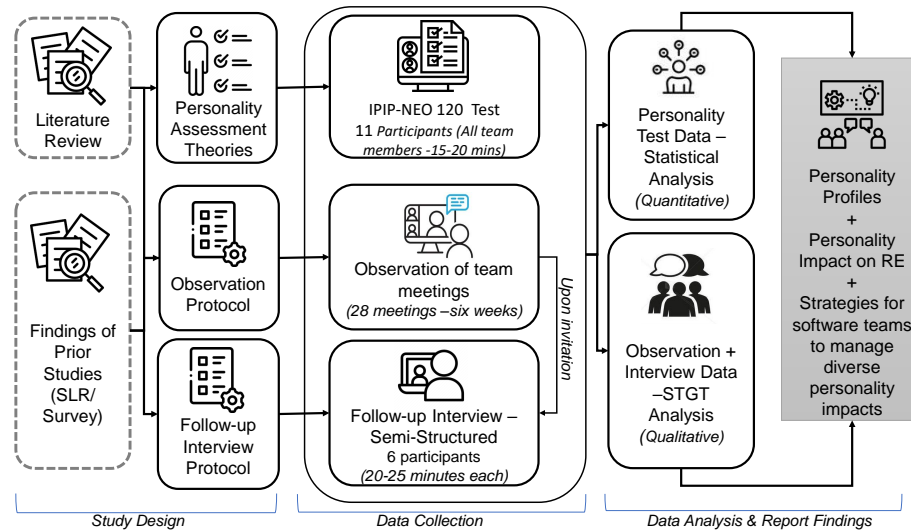 Literature
Review
Findings of
Prior Studies
(SLR/
Survey)
Personality
Assessment
Theories
Observation
Protocol
Follow-up
Interview
Protocol
Study Design
IPIP-NEO 120 Test
11 Participants (All team
members -15-20 mins)
Observation of team
meetings
(28 meetings –six weeks)
Upon invitation
Follow-up Interview –
Semi-Structured
6 participants
(20-25 minutes each)
Data Collection
Personality
Test Data –
Statistical
Analysis
(Quantitative)
Observation +
Interview Data
–STGT
Analysis
(Qualitative)
Personality
Profiles
+
Personality
Impact on RE
+
Strategies for
software teams
to manage
diverse
personality
impacts
Data Analysis & Report Findings